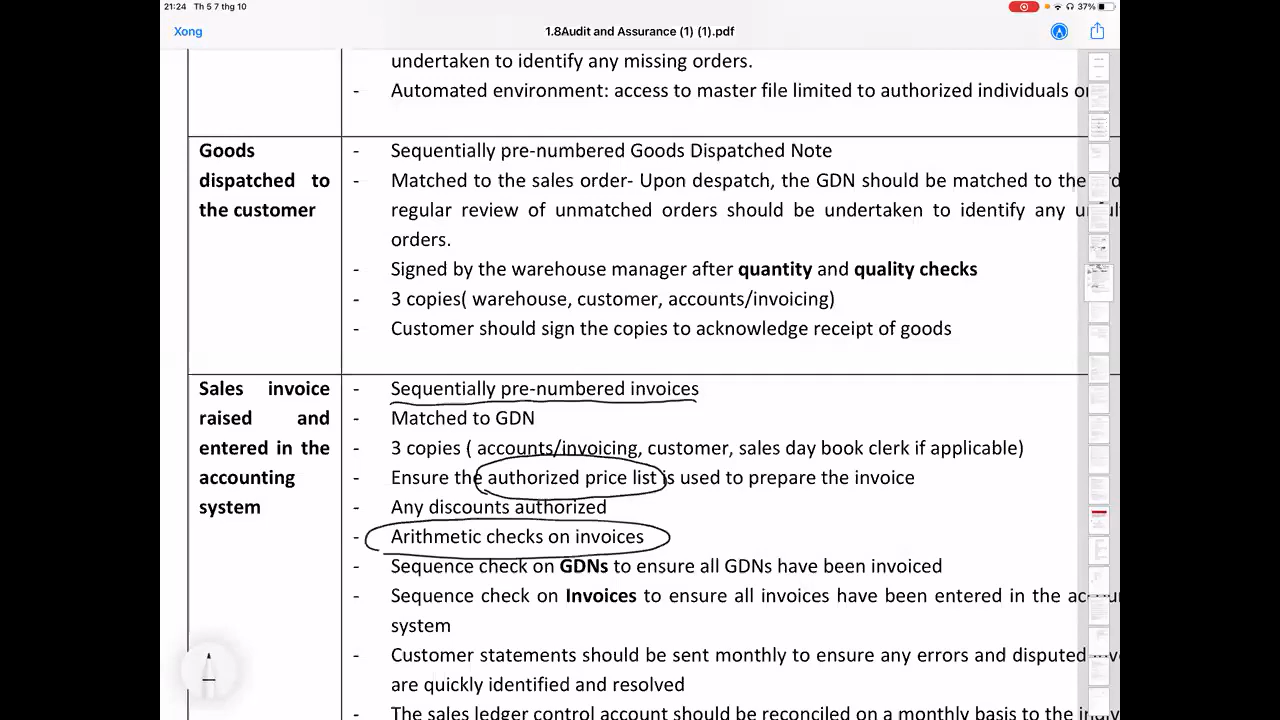 21:24 Th 5 7 thg 10
37%
Xong
1.8Audit and Assurance (1) (1).pdf
undertaken to identify any missing orders.
- Automated environment: access to master file limited to authorized individuals
Goods
dispatched to
the customer
- Sequentially pre-numbered Goods Dispatched Note
- Matched to the sales order- Upon despatch, the GDN should be matched to the
regular review of unmatched orders should be undertaken to identify any
orders.
- Signed by the warehouse manager after quantity and quality checks
- 3 copies( warehouse, customer, accounts/invoicing)
- Customer should sign the copies to acknowledge receipt of goods
Sales invoice
raised and
entered in the
accounting
system
- Sequentially pre-numbered invoices
- Matched to GDN
- 3 copies ( accounts/invoicing, customer, sales day book clerk if applicable)
- Ensure the authorized price list is used to prepare the invoice
- Any discounts authorized
- Arithmetic checks on invoices
- Sequence check on GDNs to ensure all GDNs have been invoiced
- Sequence check on Invoices to ensure all invoices have been entered in the
system
- Customer statements should be sent monthly to ensure any errors and disputed
quickly identified and resolved
- The sales ledger control account should be reconciled on a monthly basis to the